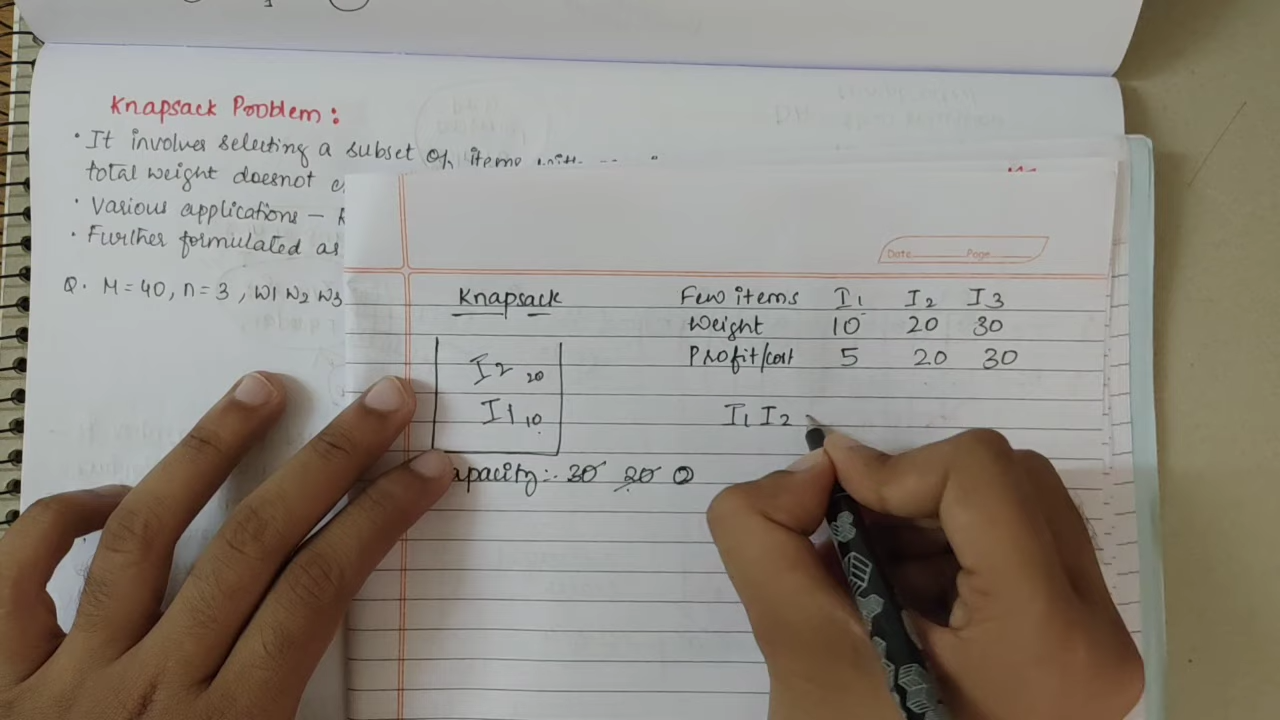 Knapsack Problem:
• It involves selecting a subset of items
total weight doesnot
• Various applications –
• Further formulated as
Q. M = 40, n = 3, w1 w2 w3
Date Page
Knapsack
Few items I1 I2 I3
Weight 10 20 30
Profit/cost 5 20 30
I2 20
I1 10
I1 I2
apacity:- 30 20 0